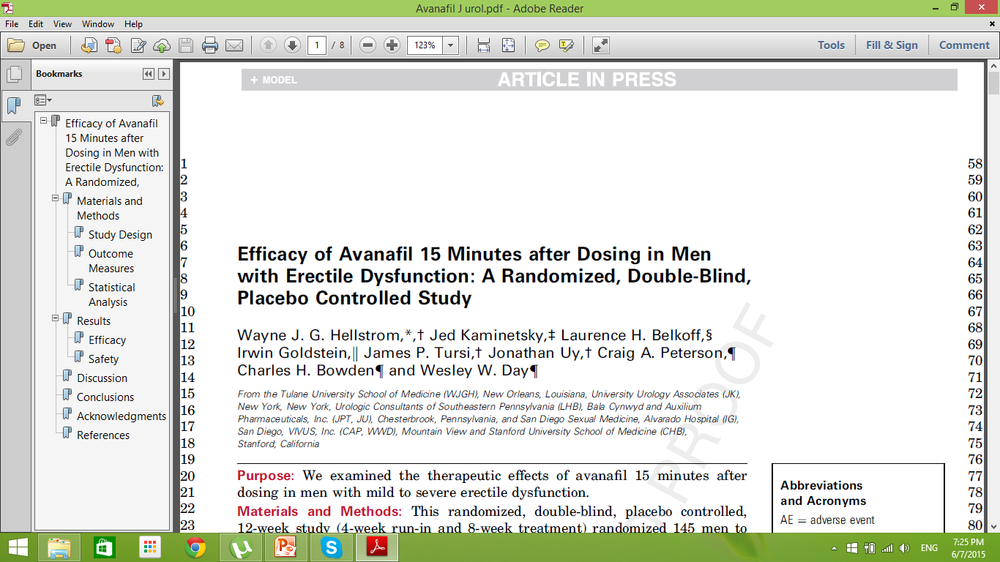 Avanafil J urol.pdf - Adobe Reader
File Edit View Window Help
Open 1 / 8 123% Tools Fill & Sign Comment
Bookmarks
Efficacy of Avanafil
15 Minutes after
Dosing in Men with
Erectile Dysfunction:
A Randomized,
Materials and
Methods
Study Design
Outcome
Measures
Statistical
Analysis
Results
Efficacy
Safety
Discussion
Conclusions
Acknowledgments
References
+ MODEL
ARTICLE IN PRESS
1
2
3
4
5
6
7
8
9
10
11
12
13
14
15
16
17
18
19
20
21
22
23
Efficacy of Avanafil 15 Minutes after Dosing in Men
with Erectile Dysfunction: A Randomized, Double-Blind,
Placebo Controlled Study
Wayne J. G. Hellstrom,*,† Jed Kaminetsky,‡ Laurence H. Belkoff,§
Irwin Goldstein,‖ James P. Tursi,† Jonathan Uy,† Craig A. Peterson,¶
Charles H. Bowden¶ and Wesley W. Day¶
From the Tulane University School of Medicine (WJGH), New Orleans, Louisiana, University Urology Associates (JK),
New York, New York, Urologic Consultants of Southeastern Pennsylvania (LHB), Bala Cynwyd and Auxilium
Pharmaceuticals, Inc. (JPT, JU), Chesterbrook, Pennsylvania, and San Diego Sexual Medicine, Alvarado Hospital (IG),
San Diego, VIVUS, Inc. (CAP, WWD), Mountain View and Stanford University School of Medicine (CHB),
Stanford, California
Purpose: We examined the therapeutic effects of avanafil 15 minutes after
dosing in men with mild to severe erectile dysfunction.
Materials and Methods: This randomized, double-blind, placebo controlled,
12-week study (4-week run-in and 8-week treatment) randomized 145 men to
PROOF
Abbreviations
and Acronyms
AE = adverse event
58
59
60
61
62
63
64
65
66
67
68
69
70
71
72
73
74
75
76
77
78
79
80
ENG
7:25 PM
6/7/2015